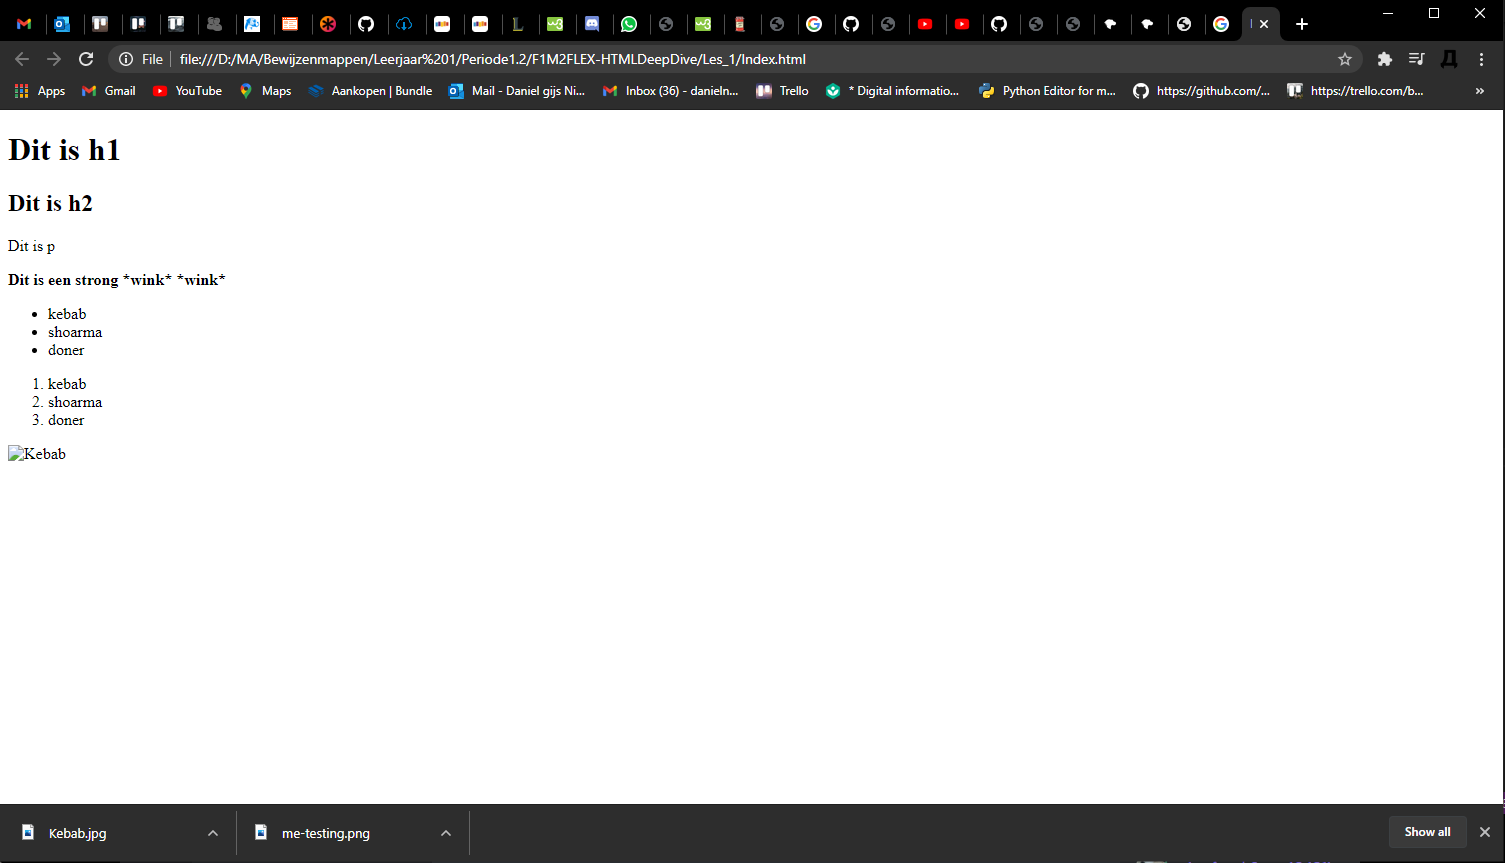 File file:///D:/MA/Bewijzenmappen/Leerjaar%201/Periode1.2/F1M2FLEX-HTMLDeepDive/Les_1/Index.html
Apps Gmail YouTube Maps Aankopen | Bundle Mail - Daniel gijs Ni... Inbox (36) - danieln... Trello * Digital informatio... Python Editor for m... https://github.com/... https://trello.com/b... »
Dit is h1
Dit is h2
Dit is p
Dit is een strong *wink* *wink*
• kebab
• shoarma
• doner
1. kebab
2. shoarma
3. doner
Kebab
Kebab.jpg me-testing.png Show all